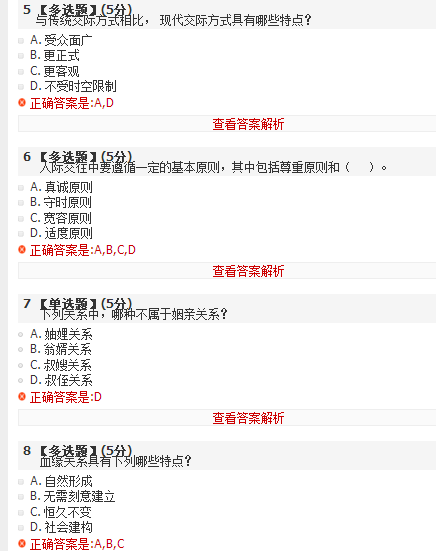 5 【多选题】(5分)
与传统交际方式相比， 现代交际方式具有哪些特点？
A. 受众面广
B. 更正式
C. 更客观
D. 不受时空限制
正确答案是:A,D
查看答案解析
6 【多选题】(5分)
人际交往中要遵循一定的基本原则，其中包括尊重原则和（ ）。
A. 真诚原则
B. 守时原则
C. 宽容原则
D. 适度原则
正确答案是:A,B,C,D
查看答案解析
7 【单选题】(5分)
下列关系中，哪种不属于姻亲关系？
A. 妯娌关系
B. 翁婿关系
C. 叔嫂关系
D. 叔侄关系
正确答案是:D
查看答案解析
8 【多选题】(5分)
血缘关系具有下列哪些特点？
A. 自然形成
B. 无需刻意建立
C. 恒久不变
D. 社会建构
正确答案是:A,B,C